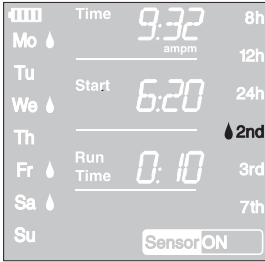 Time 9:32 8h
Mo ampm 12h
Tu
Start 6:20 24h
We
2nd
Th
Run Time 0:10 3rd
Fr
Sa 7th
Su Sensor ON